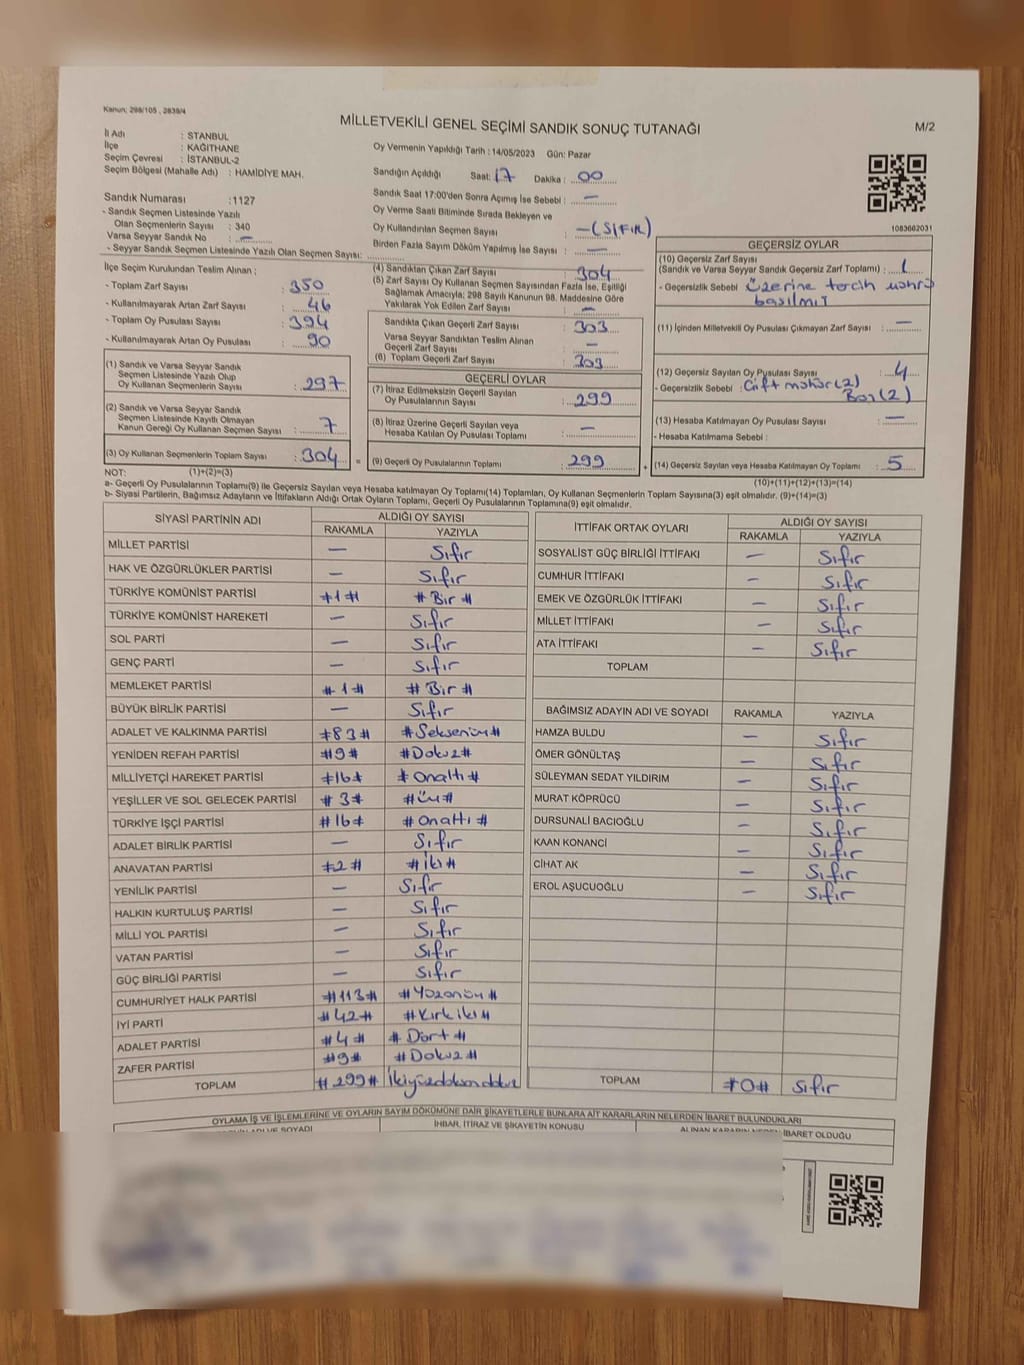 Kanun: 298/105 , 2839/4
MİLLETVEKİLİ GENEL SEÇİMİ SANDIK SONUÇ TUTANAĞI
M/2
İl Adı : STANBUL
İlçe : KAĞITHANE
Seçim Çevresi : İSTANBUL-2
Seçim Bölgesi (Mahalle Adı) : HAMİDİYE MAH.
Oy Vermenin Yapıldığı Tarih : 14/05/2023 Gün: Pazar
Sandığın Açıldığı Saat: 17 Dakika : 00
Sandık Saat 17:00'den Sonra Açımış İse Sebebi : —
Oy Verme Saati Bitiminde Sırada Bekleyen ve
Oy Kullandırılan Seçmen Sayısı : - (SIFIR)
Birden Fazla Sayım Döküm Yapılmış İse Sayısı : —
Sandık Numarası :1127
- Sandık Seçmen Listesinde Yazılı
Olan Seçmenlerin Sayısı : 340
Varsa Seyyar Sandık No : —
- Seyyar Sandık Seçmen Listesinde Yazılı Olan Seçmen Sayısı:
1083682031
İlçe Seçim Kurulundan Teslim Alınan ;
- Toplam Zarf Sayısı : 350
- Kullanılmayarak Artan Zarf Sayısı : 46
- Toplam Oy Pusulası Sayısı : 394
- Kullanılmayarak Artan Oy Pusulası : 90
(1) Sandık ve Varsa Seyyar Sandık
Seçmen Listesinde Yazılı Olup
Oy Kullanan Seçmenlerin Sayısı : 297
(2) Sandık ve Varsa Seyyar Sandık
Seçmen Listesinde Kayıtlı Olmayan
Kanun Gereği Oy Kullanan Seçmen Sayısı : 7
(3) Oy Kullanan Seçmenlerin Toplam Sayısı : 304
(4) Sandıktan Çıkan Zarf Sayısı : 304
(5) Zarf Sayısı Oy Kullanan Seçmen Sayısından Fazla İse, Eşitliği
Sağlamak Amacıyla; 298 Sayılı Kanunun 98. Maddesine Göre
Yakılarak Yok Edilen Zarf Sayısı : —
Sandıkta Çıkan Geçerli Zarf Sayısı : 303
Varsa Seyyar Sandıktan Teslim Alınan
Geçerli Zarf Sayısı : —
(6) Toplam Geçerli Zarf Sayısı : 303
GEÇERLİ OYLAR
(7) İtiraz Edilmeksizin Geçerli Sayılan
Oy Pusulalarının Sayısı : 299
(8) İtiraz Üzerine Geçerli Sayılan veya
Hesaba Katılan Oy Pusulaları Toplamı : —
= (9) Geçerli Oy Pusulalarının Toplamı : 299
GEÇERSİZ OYLAR
(10) Geçersiz Zarf Sayısı
(Sandık ve Varsa Seyyar Sandık Geçersiz Zarf Toplamı) : 1
- Geçersizlik Sebebi : Üzerine tercih mührü
basılmış
(11) İçinden Milletvekili Oy Pusulası Çıkmayan Zarf Sayısı : —
(12) Geçersiz Sayılan Oy Pusulası Sayısı : 4
- Geçersizlik Sebebi : Çift mühür (2)
Boş (2)
(13) Hesaba Katılmayan Oy Pusulası Sayısı : —
- Hesaba Katılmama Sebebi :
+ (14) Geçersiz Sayılan veya Hesaba Katılmayan Oy Toplamı : 5
NOT: (1)+(2)=(3)
(10)+(11)+(12)+(13)=(14)
a- Geçerli Oy Pusulalarının Toplamı(9) ile Geçersiz Sayılan veya Hesaba katılmayan Oy Toplamı(14) Toplamları, Oy Kullanan Seçmenlerin Toplam Sayısına(3) eşit olmalıdır. (9)+(14)=(3)
b- Siyasi Partilerin, Bağımsız Adayların ve İttifakların Aldığı Ortak Oyların Toplamı, Geçerli Oy Pusulalarının Toplamına(9) eşit olmalıdır.
SİYASİ PARTİNİN ADI ALDIĞI OY SAYISI
RAKAMLA YAZIYLA
MİLLET PARTİSİ — Sıfır
HAK VE ÖZGÜRLÜKLER PARTİSİ — Sıfır
TÜRKİYE KOMÜNİST PARTİSİ #1# #Bir#
TÜRKİYE KOMÜNİST HAREKETİ — Sıfır
SOL PARTİ — Sıfır
GENÇ PARTİ — Sıfır
MEMLEKET PARTİSİ #1# #Bir#
BÜYÜK BİRLİK PARTİSİ — Sıfır
ADALET VE KALKINMA PARTİSİ #83# #Seksenüç#
YENİDEN REFAH PARTİSİ #9# #Dokuz#
MİLLİYETÇİ HAREKET PARTİSİ #16# #Onaltı#
YEŞİLLER VE SOL GELECEK PARTİSİ #3# #Üç#
TÜRKİYE İŞÇİ PARTİSİ #16# #Onaltı#
ADALET BİRLİK PARTİSİ — Sıfır
ANAVATAN PARTİSİ #2# #İki#
YENİLİK PARTİSİ — Sıfır
HALKIN KURTULUŞ PARTİSİ — Sıfır
MİLLİ YOL PARTİSİ — Sıfır
VATAN PARTİSİ — Sıfır
GÜÇ BİRLİĞİ PARTİSİ — Sıfır
CUMHURİYET HALK PARTİSİ #113# #Yüzonüç#
İYİ PARTİ #42# #Kırkiki#
ADALET PARTİSİ #4# #Dört#
ZAFER PARTİSİ #9# #Dokuz#
TOPLAM #299# İkiyüzdoksandokuz
İTTİFAK ORTAK OYLARI ALDIĞI OY SAYISI
RAKAMLA YAZIYLA
SOSYALİST GÜÇ BİRLİĞİ İTTİFAKI — Sıfır
CUMHUR İTTİFAKI — Sıfır
EMEK VE ÖZGÜRLÜK İTTİFAKI — Sıfır
MİLLET İTTİFAKI — Sıfır
ATA İTTİFAKI — Sıfır
TOPLAM
BAĞIMSIZ ADAYIN ADI VE SOYADI RAKAMLA YAZIYLA
HAMZA BULDU — Sıfır
ÖMER GÖNÜLTAŞ — Sıfır
SÜLEYMAN SEDAT YILDIRIM — Sıfır
MURAT KÖPRÜCÜ — Sıfır
DURSUNALİ BACIOĞLU — Sıfır
KAAN KONANCİ — Sıfır
CİHAT AK — Sıfır
EROL AŞUCUOĞLU — Sıfır
TOPLAM #0# Sıfır
OYLAMA İŞ VE İŞLEMLERİNE VE OYLARIN SAYIM DÖKÜMÜNE DAİR ŞİKAYETLERLE BUNLARA AİT KARARLARIN NELERDEN İBARET BULUNDUKLARI
ADI VE SOYADI İHBAR, İTİRAZ VE ŞİKAYETİN KONUSU ALINAN KARARIN NEDEN İBARET OLDUĞU